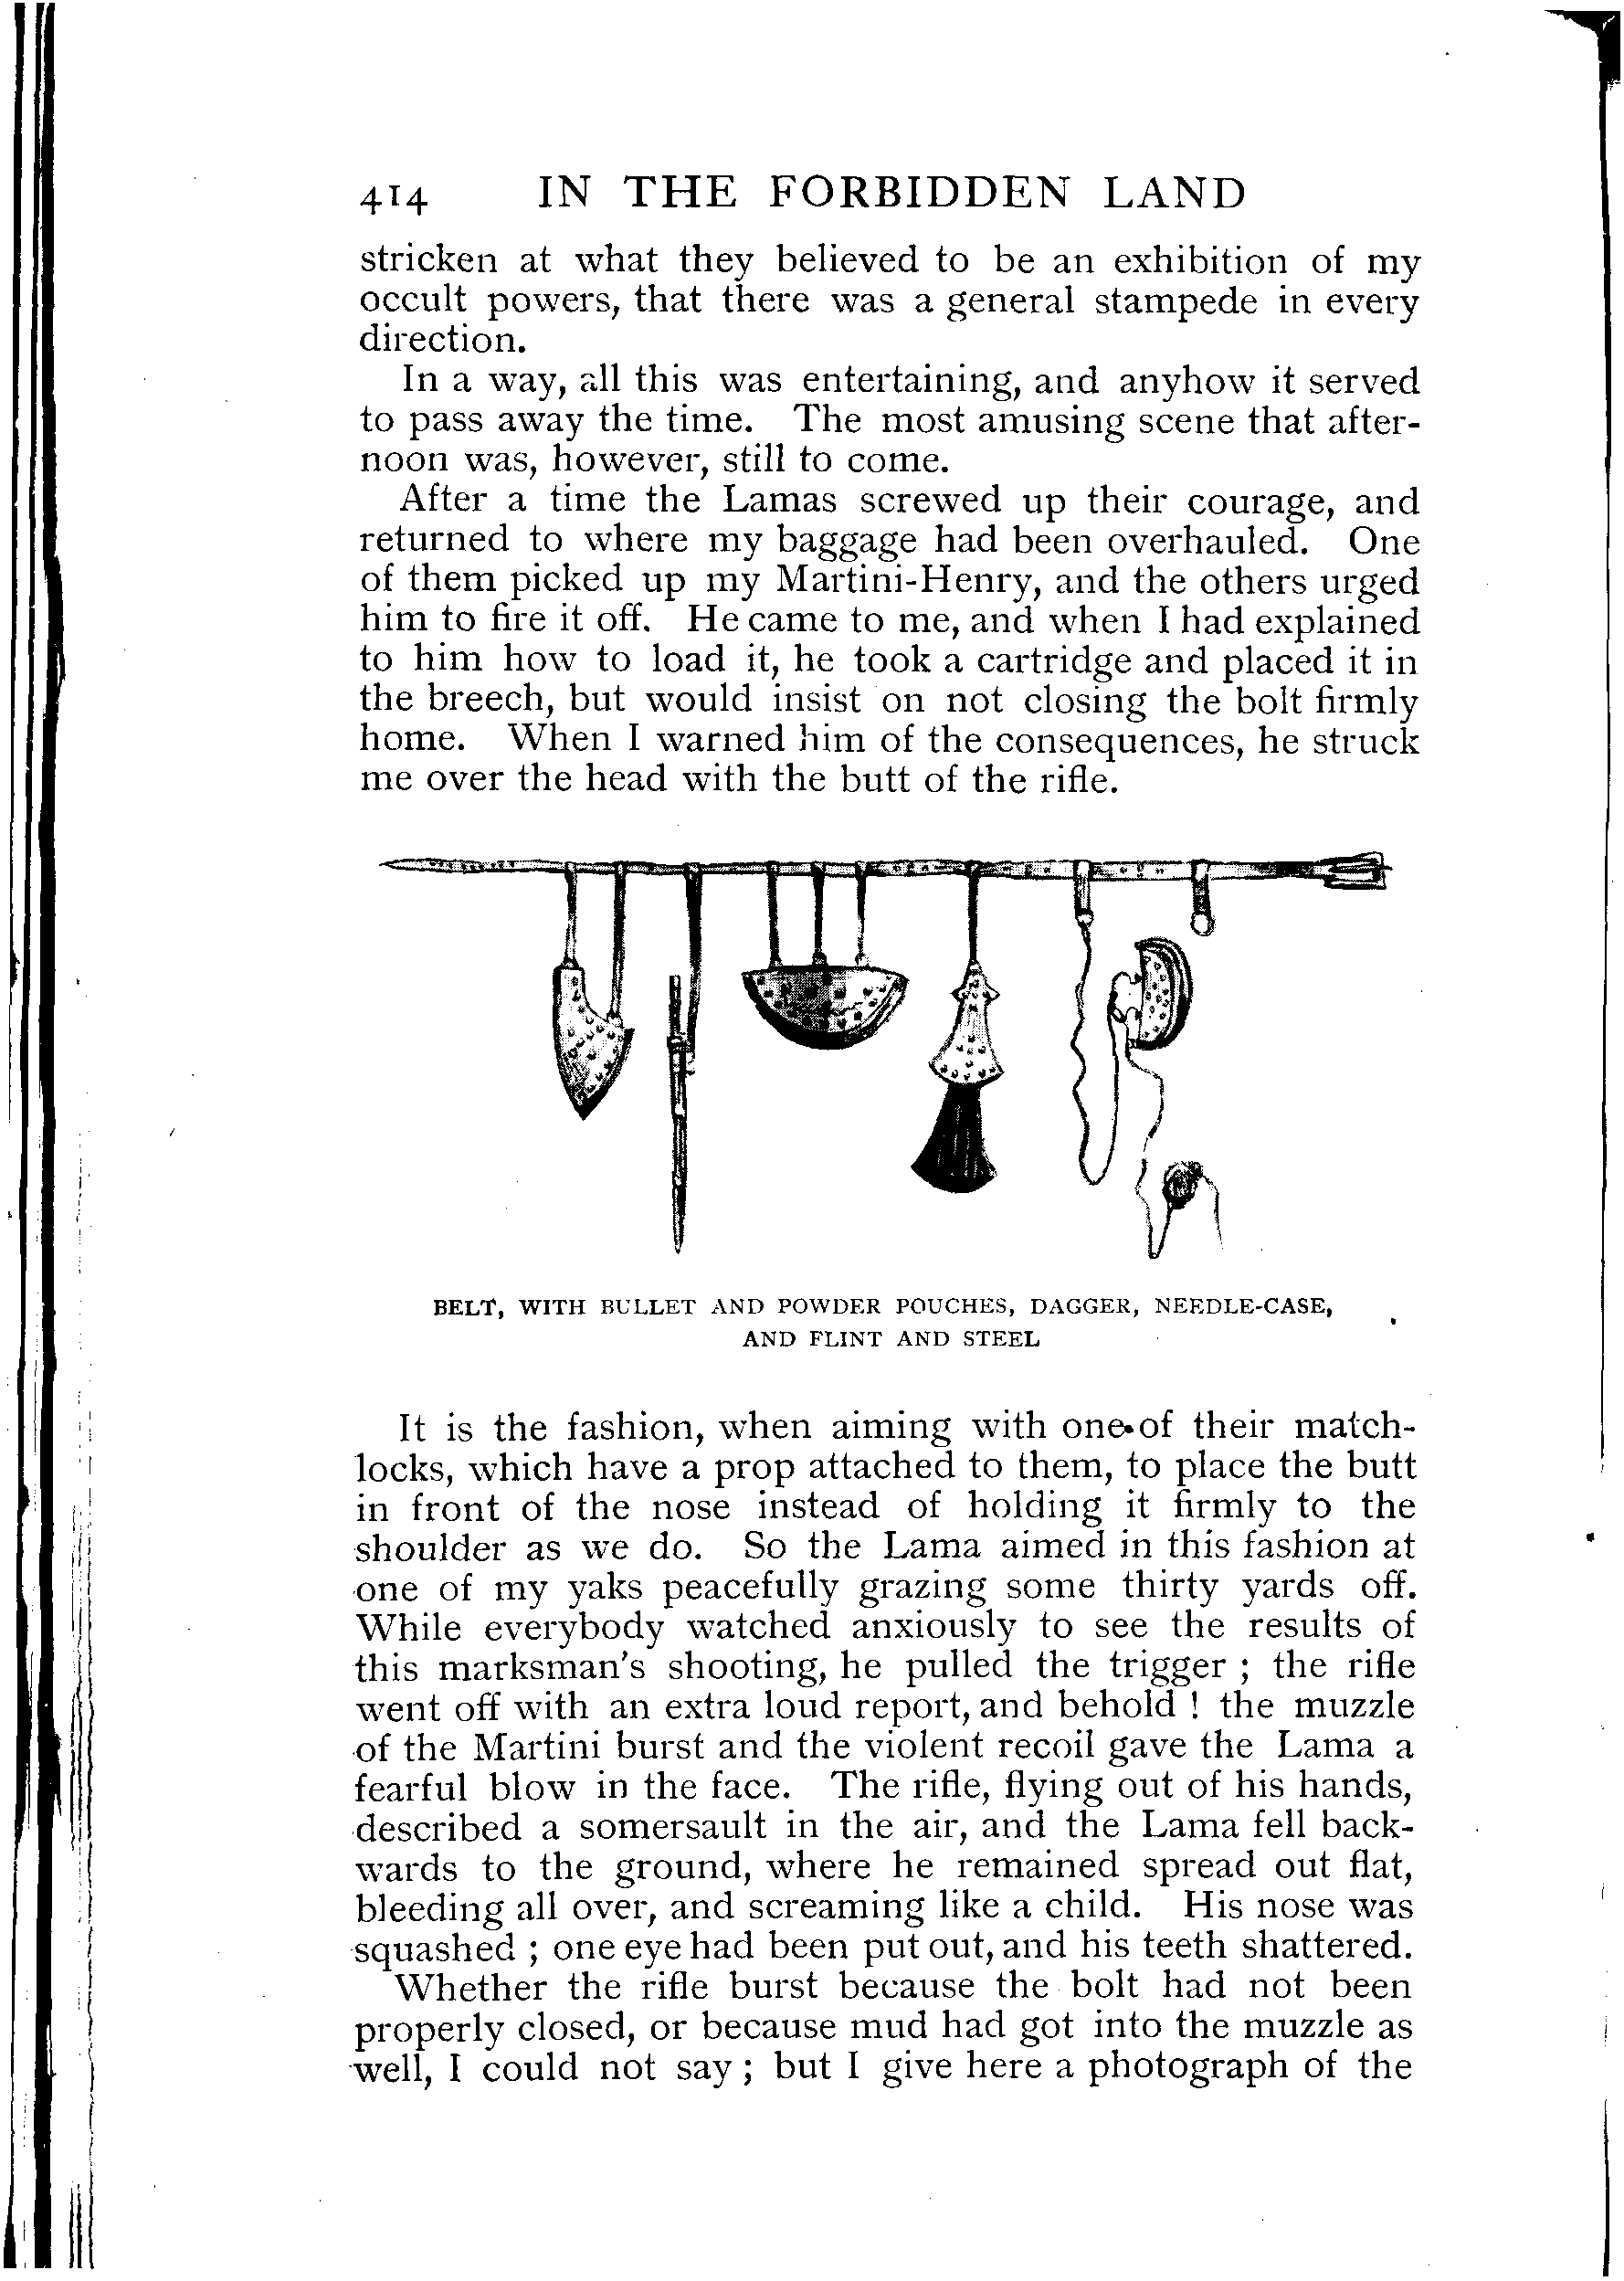 414 IN THE FORBIDDEN LAND
stricken at what they believed to be an exhibition of my
occult powers, that there was a general stampede in every
direction.
In a way, all this was entertaining, and anyhow it served
to pass away the time. The most amusing scene that after-
noon was, however, still to come.
After a time the Lamas screwed up their courage, and
returned to where my baggage had been overhauled. One
of them picked up my Martini-Henry, and the others urged
him to fire it off. He came to me, and when I had explained
to him how to load it, he took a cartridge and placed it in
the breech, but would insist on not closing the bolt firmly
home. When I warned him of the consequences, he struck
me over the head with the butt of the rifle.
BELT, WITH BULLET AND POWDER POUCHES, DAGGER, NEEDLE-CASE,
AND FLINT AND STEEL
It is the fashion, when aiming with one of their match-
locks, which have a prop attached to them, to place the butt
in front of the nose instead of holding it firmly to the
shoulder as we do. So the Lama aimed in this fashion at
one of my yaks peacefully grazing some thirty yards off.
While everybody watched anxiously to see the results of
this marksman's shooting, he pulled the trigger ; the rifle
went off with an extra loud report, and behold ! the muzzle
of the Martini burst and the violent recoil gave the Lama a
fearful blow in the face. The rifle, flying out of his hands,
described a somersault in the air, and the Lama fell back-
wards to the ground, where he remained spread out flat,
bleeding all over, and screaming like a child. His nose was
squashed ; one eye had been put out, and his teeth shattered.
Whether the rifle burst because the bolt had not been
properly closed, or because mud had got into the muzzle as
well, I could not say ; but I give here a photograph of the